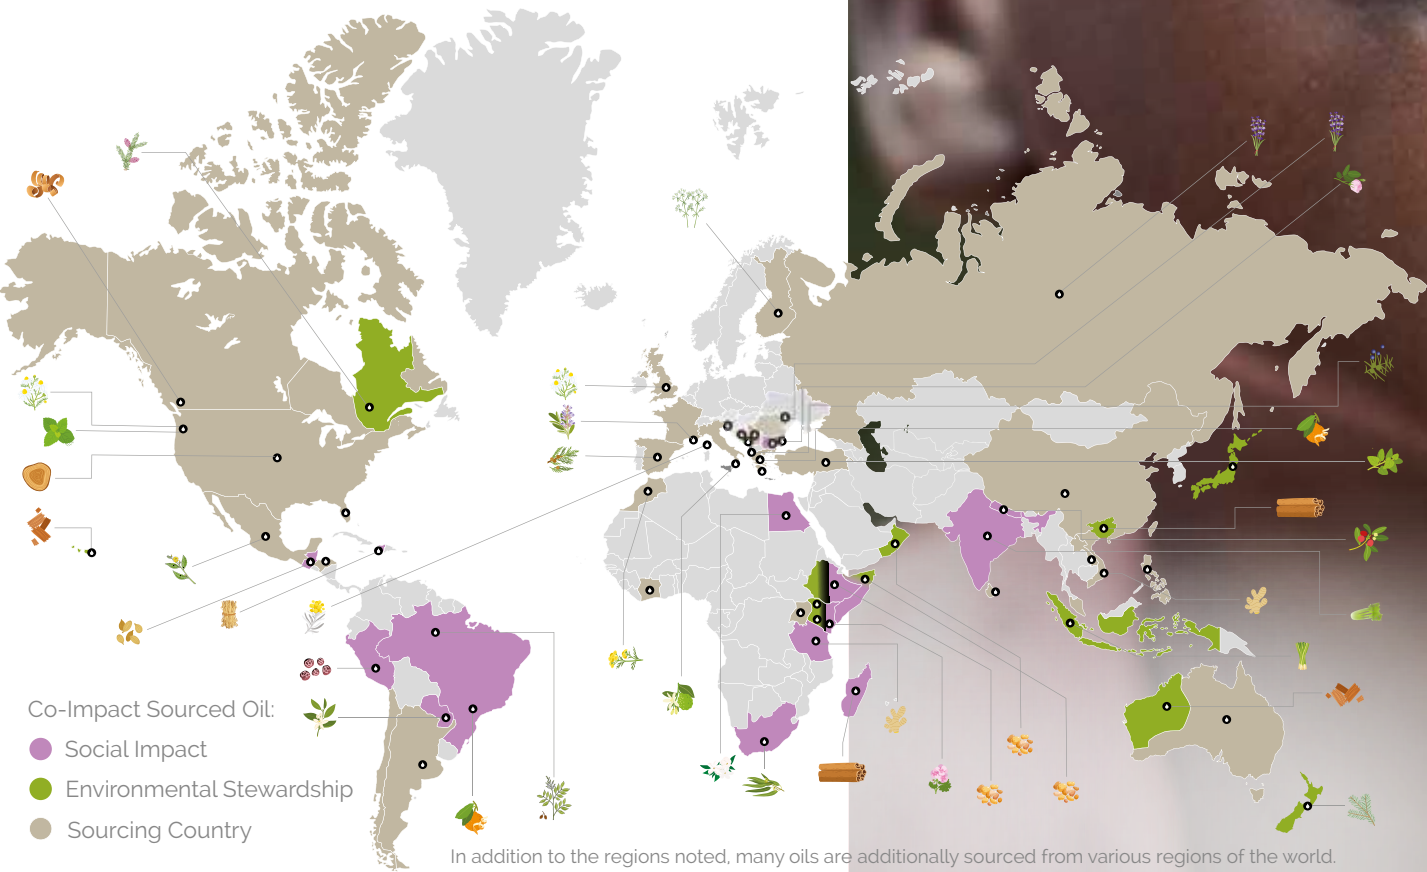 Co-Impact Sourced Oil:
Social Impact
Environmental Stewardship
Sourcing Country
In addition to the regions noted, many oils are additionally sourced from various regions of the world.